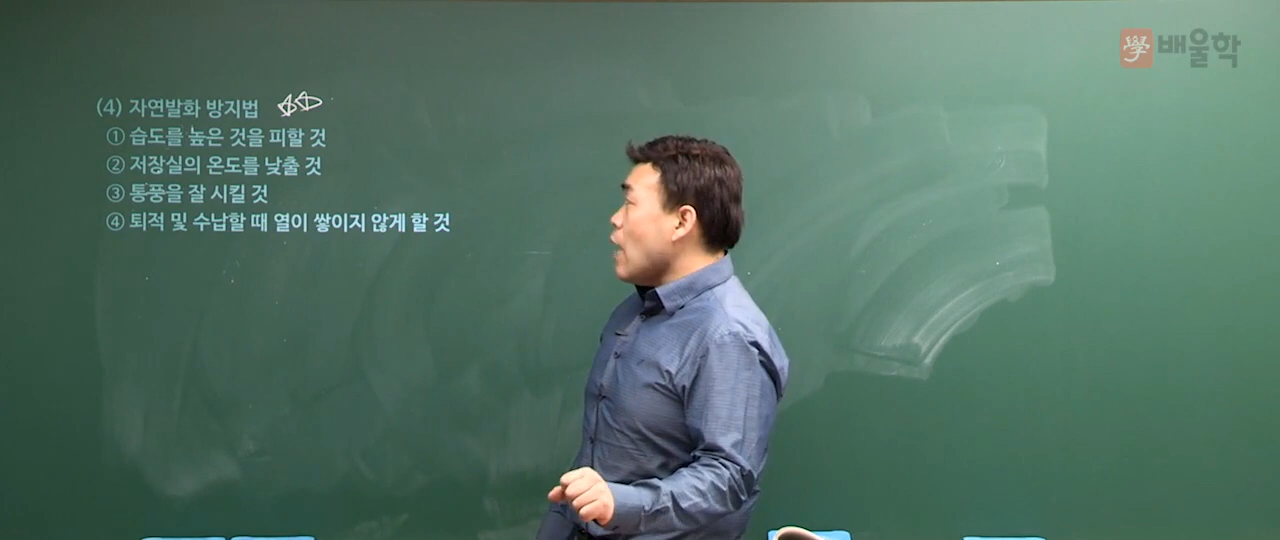 學 배울학
(4) 자연발화 방지법
① 습도를 높은 것을 피할 것
② 저장실의 온도를 낮출 것
③ 통풍을 잘 시킬 것
④ 퇴적 및 수납할 때 열이 쌓이지 않게 할 것